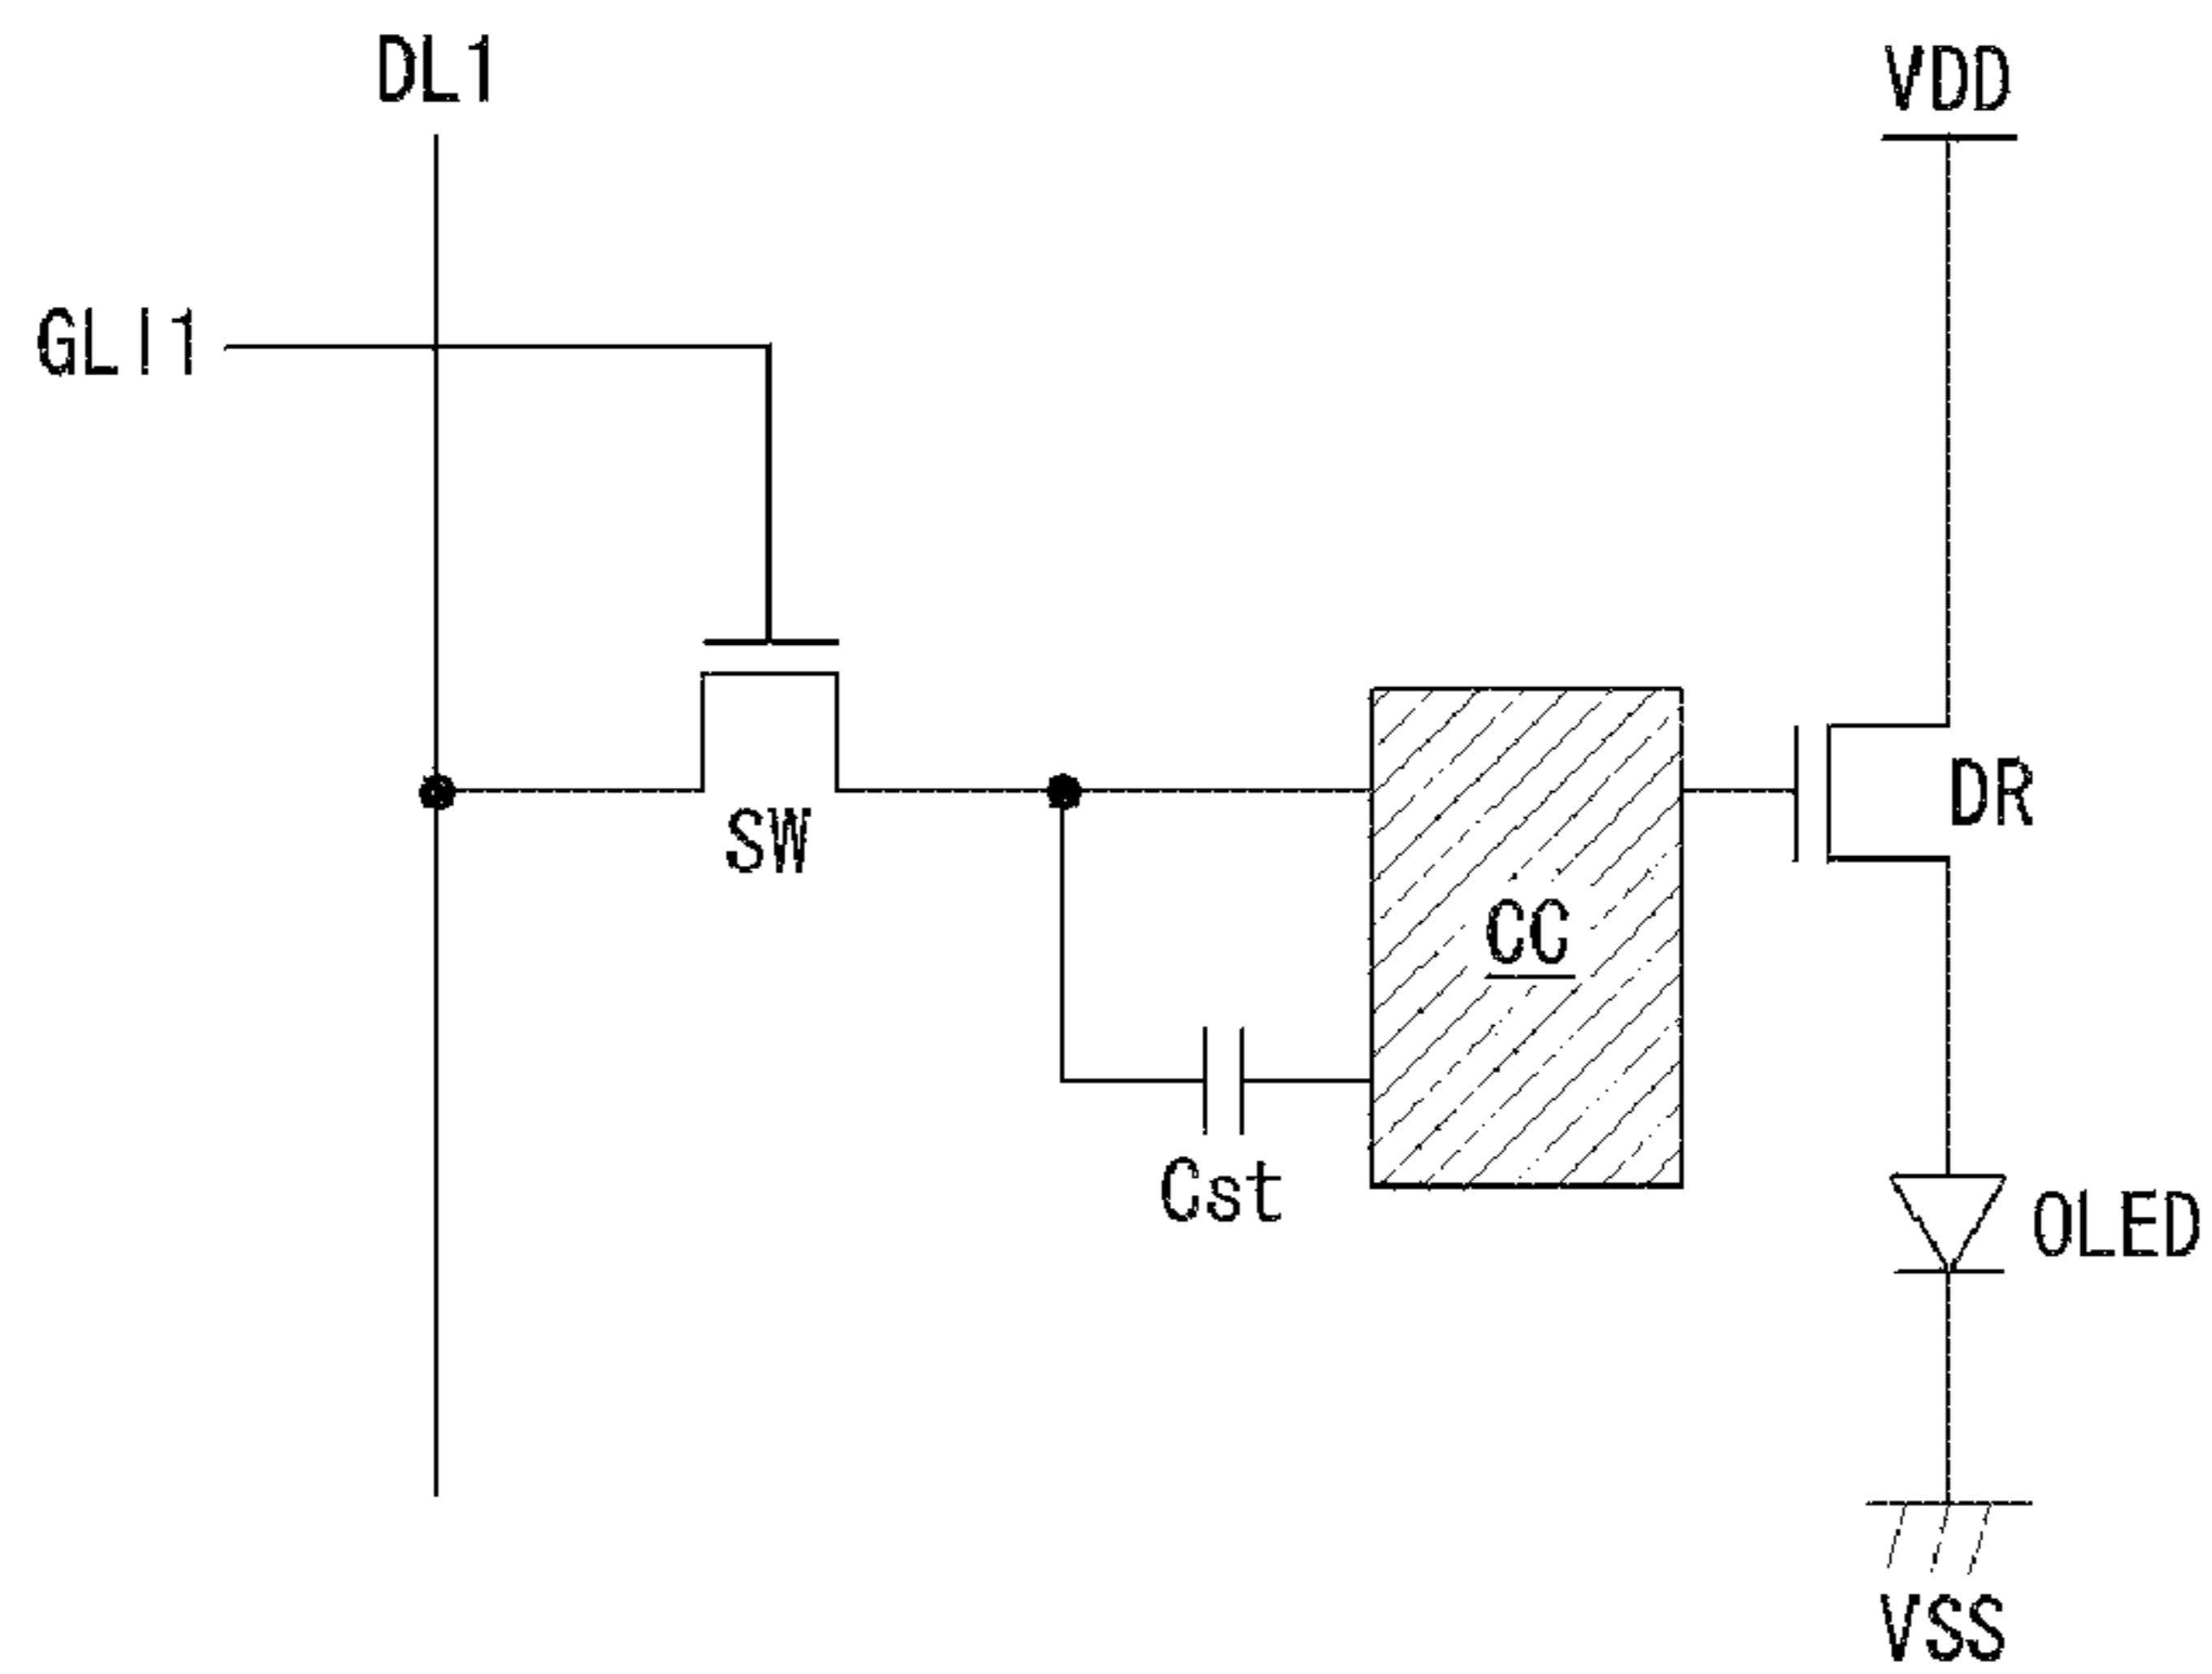 DL1
VDD
GLI1
SW
DR
CC
Cst
OLED
VSS